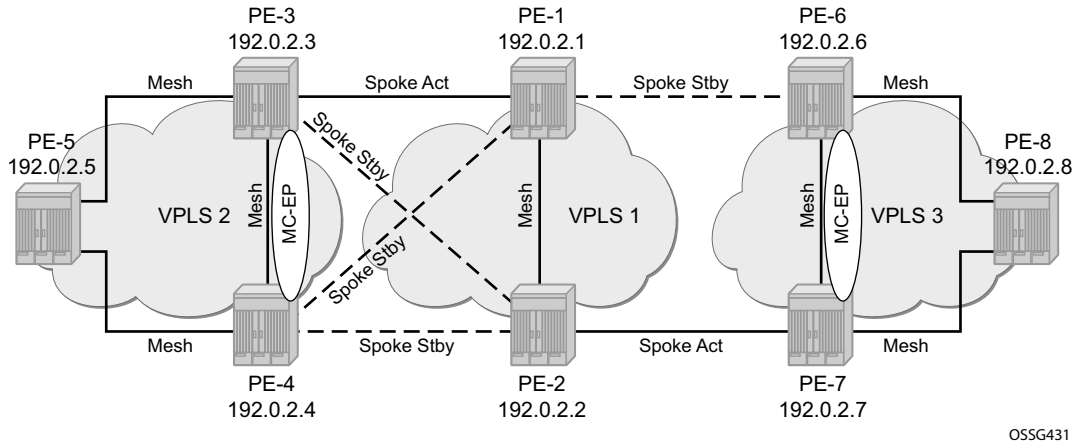 PE-3
192.0.2.3
PE-1
192.0.2.1
PE-6
192.0.2.6
Mesh
Spoke Act
Spoke Stby
Mesh
PE-5
192.0.2.5
Spoke Stby
PE-8
192.0.2.8
VPLS 2
Mesh
MC-EP
VPLS 1
Mesh
Mesh
MC-EP
VPLS 3
Spoke Stby
Mesh
Spoke Stby
Spoke Act
Mesh
PE-4
192.0.2.4
PE-2
192.0.2.2
PE-7
192.0.2.7
OSSG431